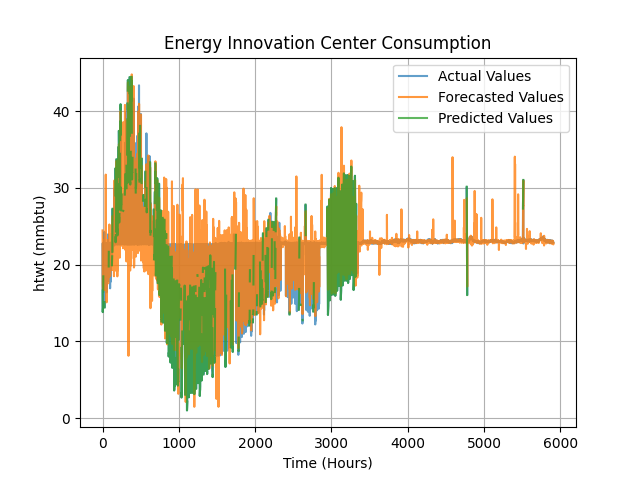 Energy Innovation Center Consumption
Actual Values
Forecasted Values
Predicted Values
htwt (mmbtu)
40
30
20
10
0
0 1000 2000 3000 4000 5000 6000
Time (Hours)